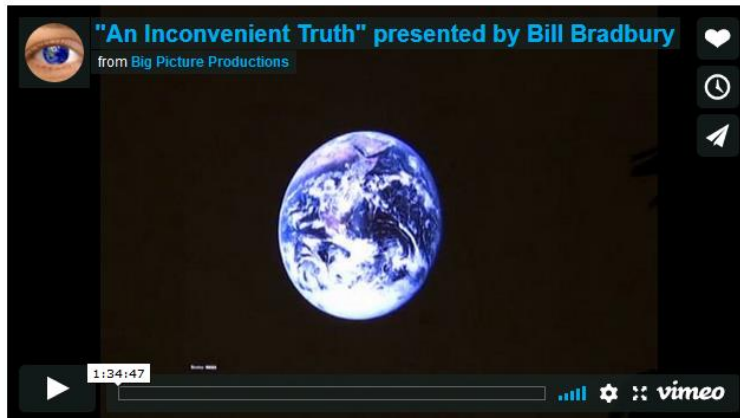 "An Inconvenient Truth" presented by Bill Bradbury
from Big Picture Productions
1:34:47
vimeo